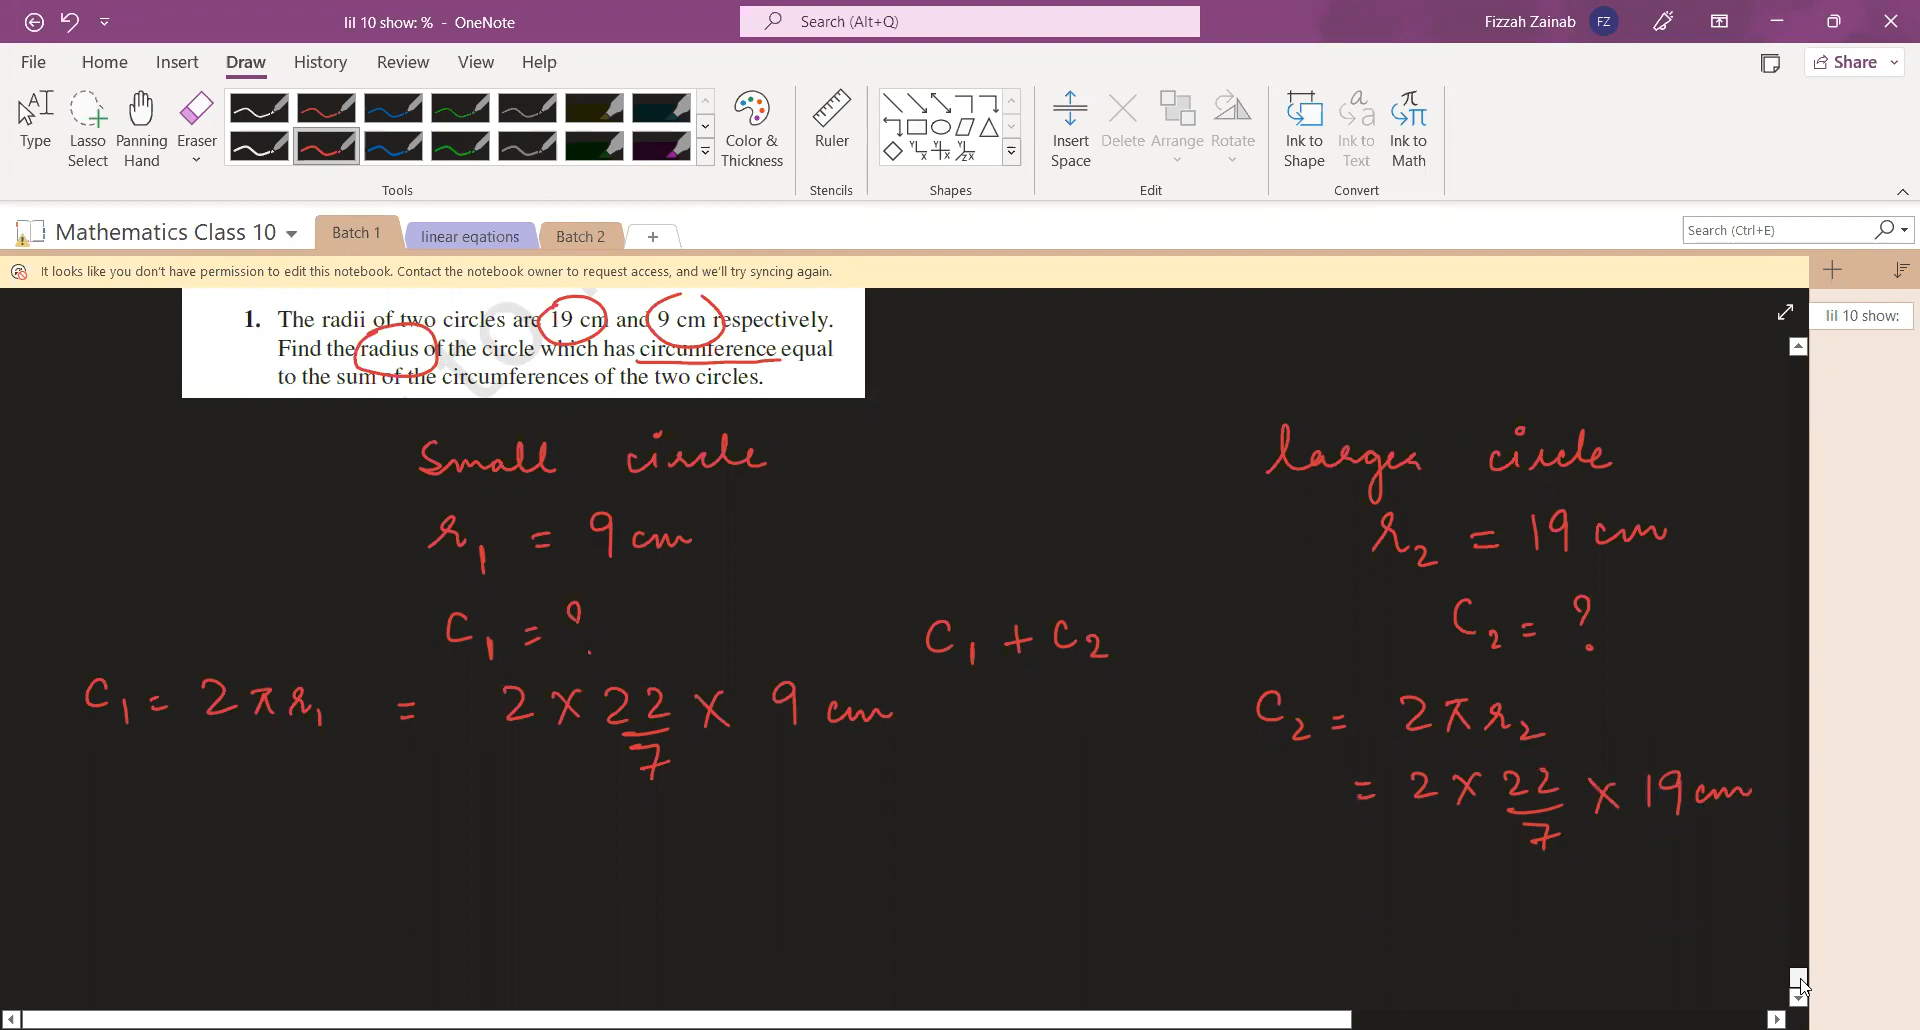 lil 10 show: % - OneNote
Search (Alt+Q)
Fizzah Zainab
FZ
File Home Insert Draw History Review View Help
Share
Type
Lasso Select
Panning Hand
Eraser
Color & Thickness
Ruler
Insert Space
Delete
Arrange
Rotate
Ink to Shape
Ink to Text
Ink to Math
Tools
Stencils
Shapes
Edit
Convert
Mathematics Class 10
Batch 1
linear eqations
Batch 2
Search (Ctrl+E)
It looks like you don't have permission to edit this notebook. Contact the notebook owner to request access, and we'll try syncing again.
lil 10 show:
1. The radii of two circles are 19 cm and 9 cm respectively.
Find the radius of the circle which has circumference equal
to the sum of the circumferences of the two circles.
Small circle
r₁ = 9 cm
C₁ = ?
C₁ + C₂
C₁ = 2πr₁ = 2 × 22/7 × 9 cm
larger circle
r₂ = 19 cm
C₂ = ?
C₂ = 2πr₂
= 2 × 22/7 × 19 cm